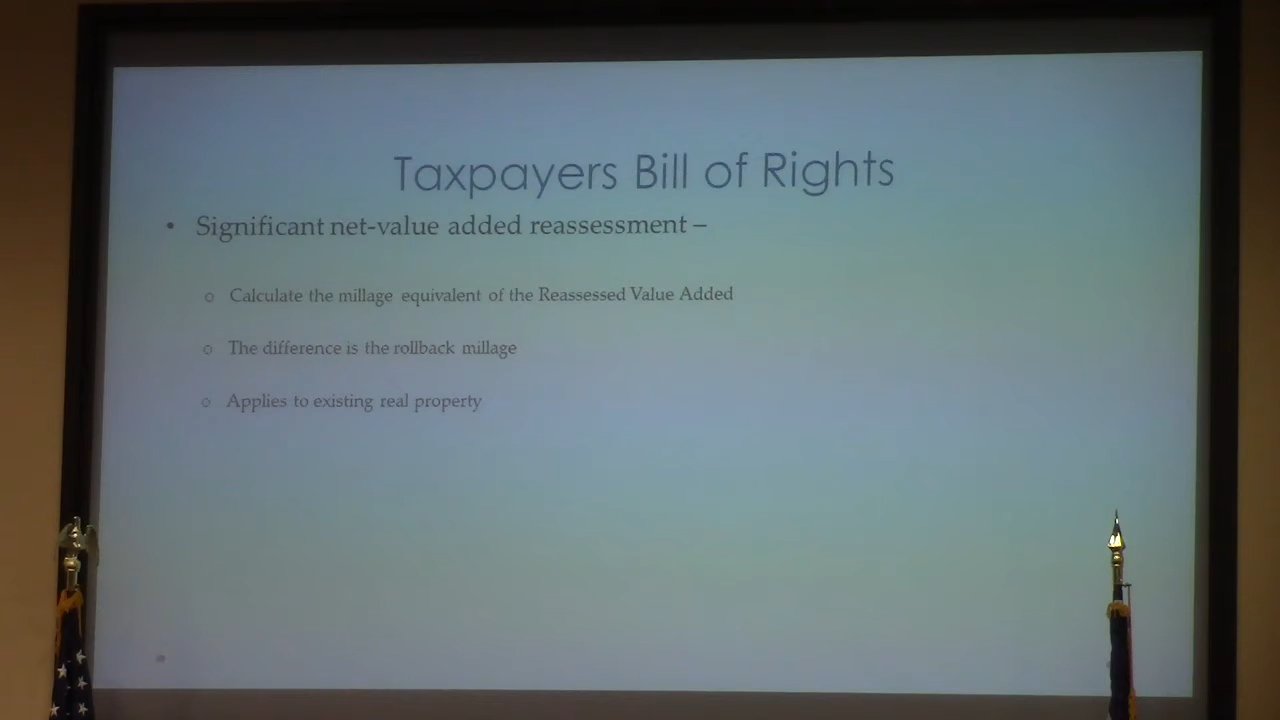 Taxpayers Bill of Rights
• Significant net-value added reassessment –
○ Calculate the millage equivalent of the Reassessed Value Added
○ The difference is the rollback millage
○ Applies to existing real property